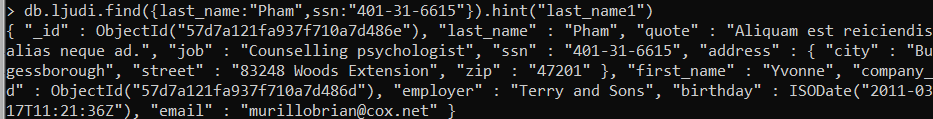 > db.ljudi.find({last_name:"Pham",ssn:"401-31-6615"}).hint("last_name1")
{ "_id" : ObjectId("57d7a121fa937f710a7d486e"), "last_name" : "Pham", "quote" : "Aliquam est reiciendis
alias neque ad.", "job" : "Counselling psychologist", "ssn" : "401-31-6615", "address" : { "city" : "Bu
gessborough", "street" : "83248 Woods Extension", "zip" : "47201" }, "first_name" : "Yvonne", "company_
d" : ObjectId("57d7a121fa937f710a7d486d"), "employer" : "Terry and Sons", "birthday" : ISODate("2011-03
17T11:21:36Z"), "email" : "murillobrian@cox.net" }